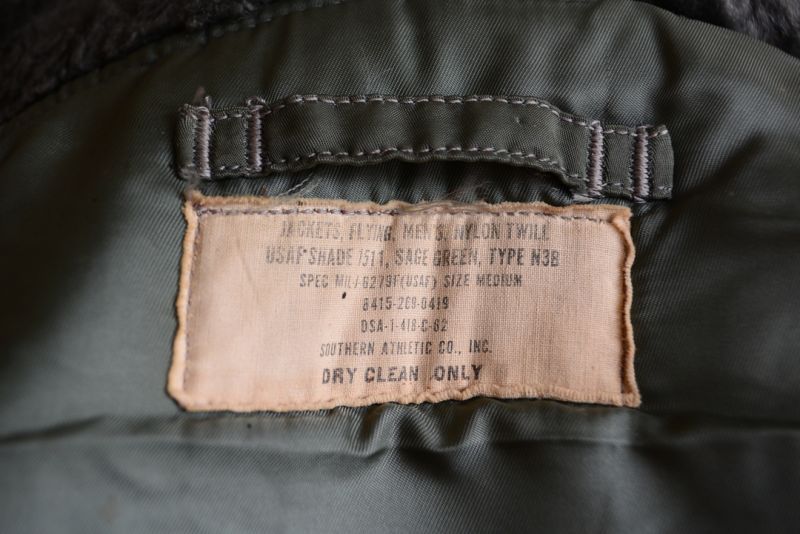 JACKETS, FLYING, MEN'S, NYLON TWILL
USAF SHADE 1511, SAGE GREEN, TYPE N3B
SPEC MIL-J-6279F (USAF) SIZE MEDIUM
8415-269-0419
DSA-1-418-C-62
SOUTHERN ATHLETIC CO., INC.
DRY CLEAN ONLY